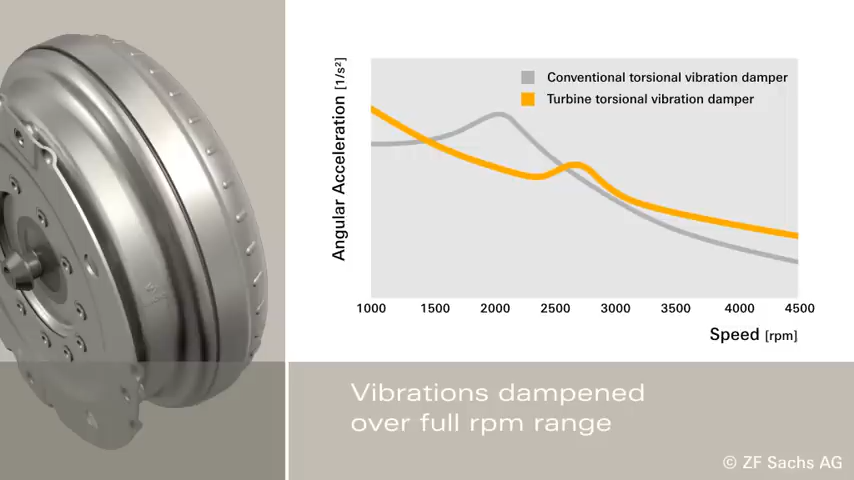 Conventional torsional vibration damper
Turbine torsional vibration damper
Angular Acceleration [1/s²]
1000 1500 2000 2500 3000 3500 4000 4500
Speed [rpm]
Vibrations dampened
over full rpm range
© ZF Sachs AG